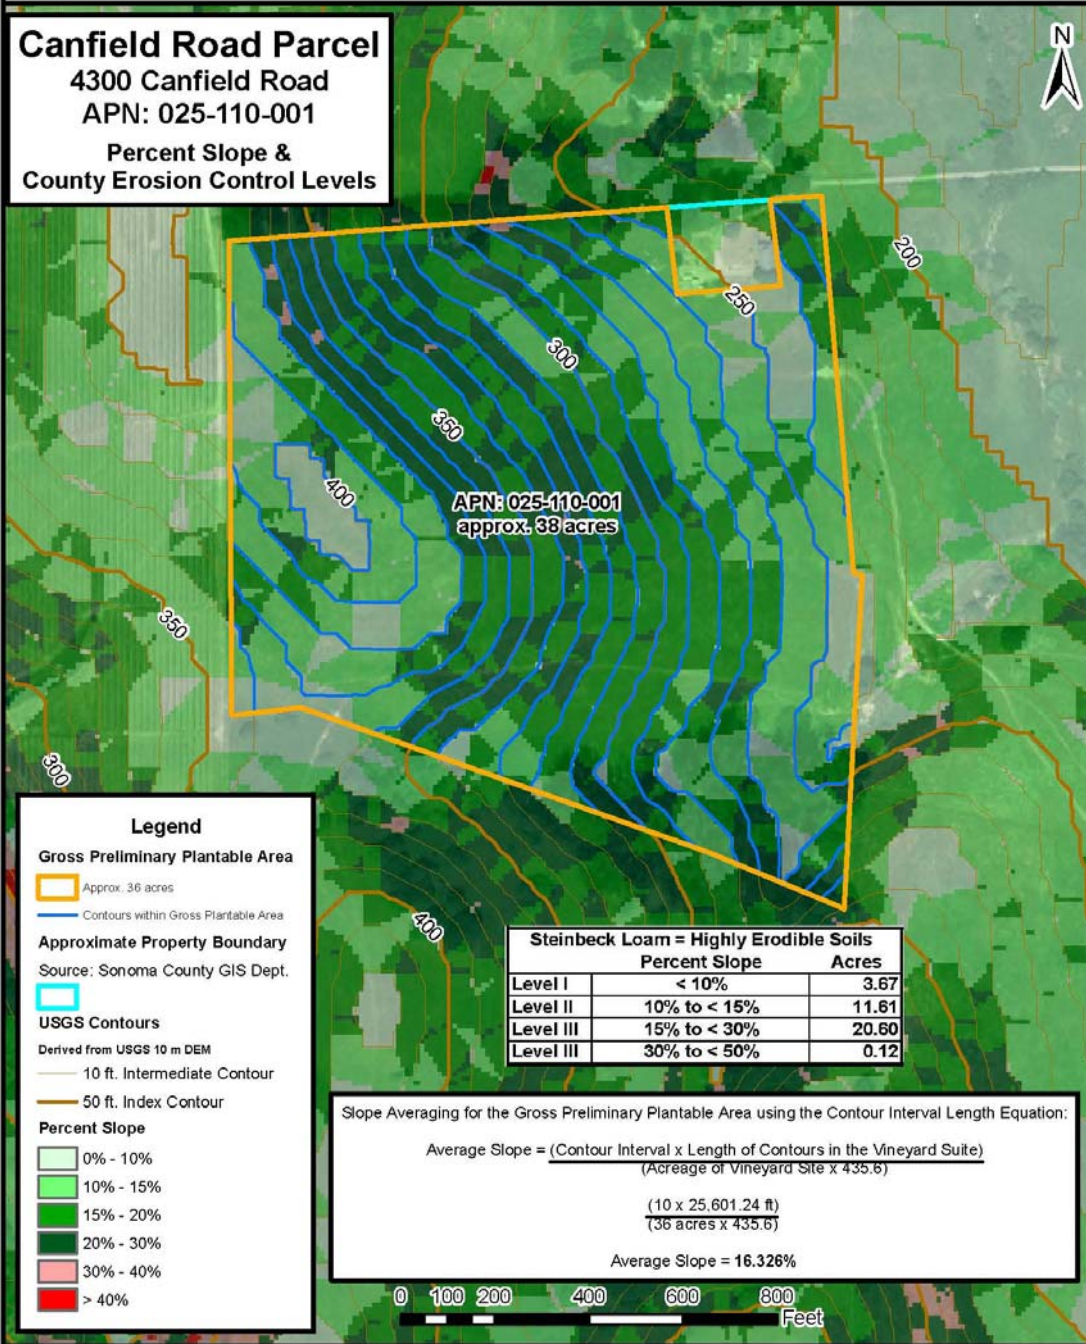 Canfield Road Parcel
4300 Canfield Road
APN: 025-110-001
Percent Slope &
County Erosion Control Levels
N
200
250
300
350
400
APN: 025-110-001
approx. 38 acres
350
300
400
Legend
Gross Preliminary Plantable Area
Approx. 36 acres
Contours within Gross Plantable Area
Approximate Property Boundary
Source: Sonoma County GIS Dept.
USGS Contours
Derived from USGS 10 m DEM
10 ft. Intermediate Contour
50 ft. Index Contour
Percent Slope
0% - 10%
10% - 15%
15% - 20%
20% - 30%
30% - 40%
> 40%
Steinbeck Loam = Highly Erodible Soils
Percent Slope Acres
Level I < 10% 3.67
Level II 10% to < 15% 11.61
Level III 15% to < 30% 20.60
Level III 30% to < 50% 0.12
Slope Averaging for the Gross Preliminary Plantable Area using the Contour Interval Length Equation:
Average Slope = (Contour Interval x Length of Contours in the Vineyard Suite)
(Acreage of Vineyard Site x 435.6)
(10 x 25,601.24 ft)
(36 acres x 435.6)
Average Slope = 16.326%
0 100 200 400 600 800
Feet